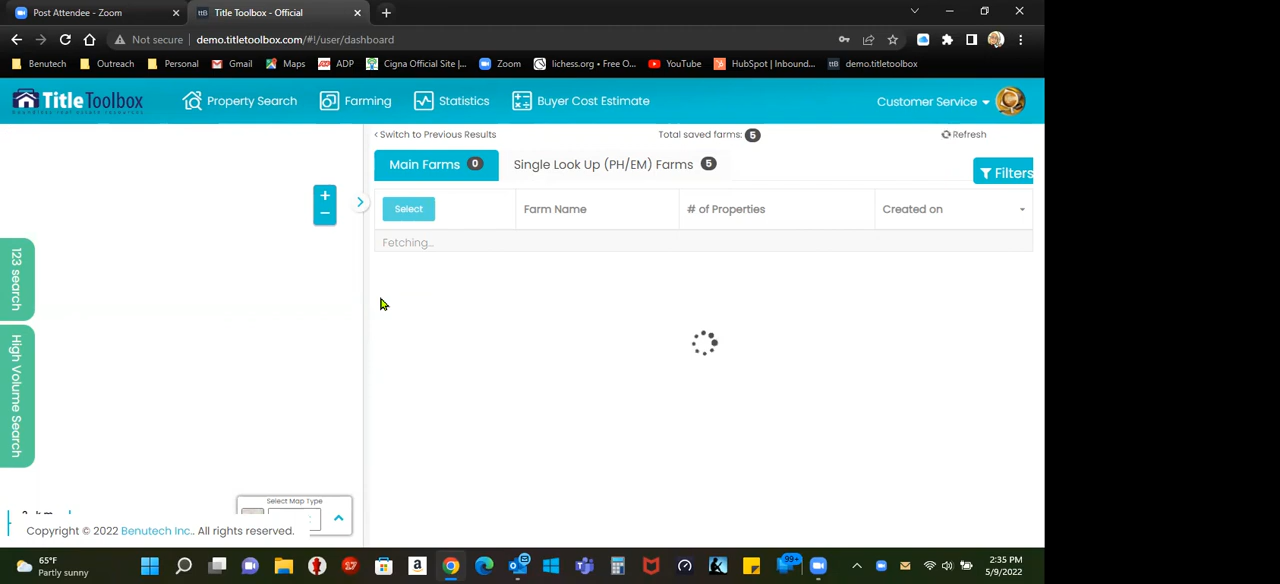 Post Attendee - Zoom
Title Toolbox - Official
Not secure
demo.titletoolbox.com/#!/user/dashboard
Benutech
Outreach
Personal
Gmail
Maps
ADP
Cigna Official Site |...
Zoom
lichess.org • Free O...
YouTube
HubSpot | Inbound...
demo.titletoolbox
Title Toolbox
Property Search
Farming
Statistics
Buyer Cost Estimate
Customer Service
< Switch to Previous Results
Total saved farms: 5
Refresh
Main Farms 0
Single Look Up (PH/EM) Farms 5
Filters
Select
Farm Name
# of Properties
Created on
Fetching...
123 search
High Volume Search
Select Map Type
Copyright © 2022 Benutech Inc.. All rights reserved.
65°F
Partly sunny
17
99+
2:35 PM
5/9/2022